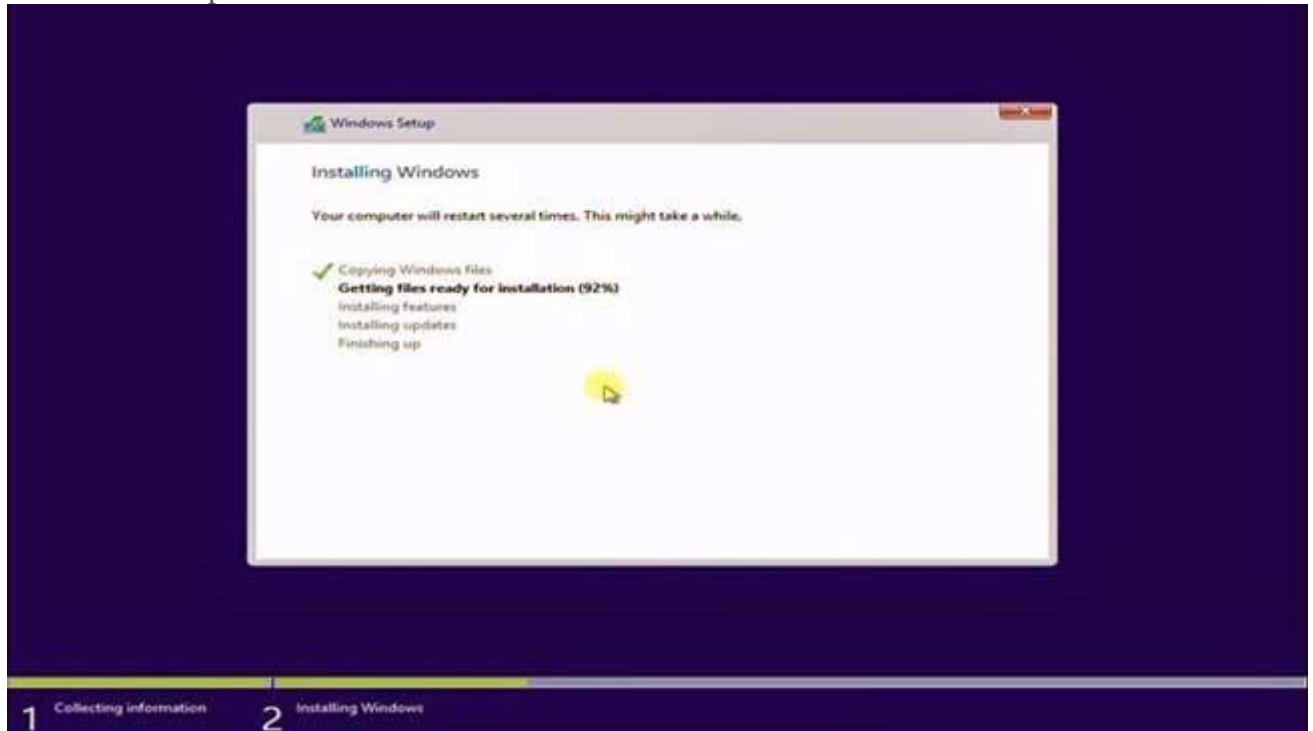 Windows Setup
Installing Windows
Your computer will restart several times. This might take a while.
Copying Windows files
Getting files ready for installation (92%)
Installing features
Installing updates
Finishing up
1 Collecting information
2 Installing Windows